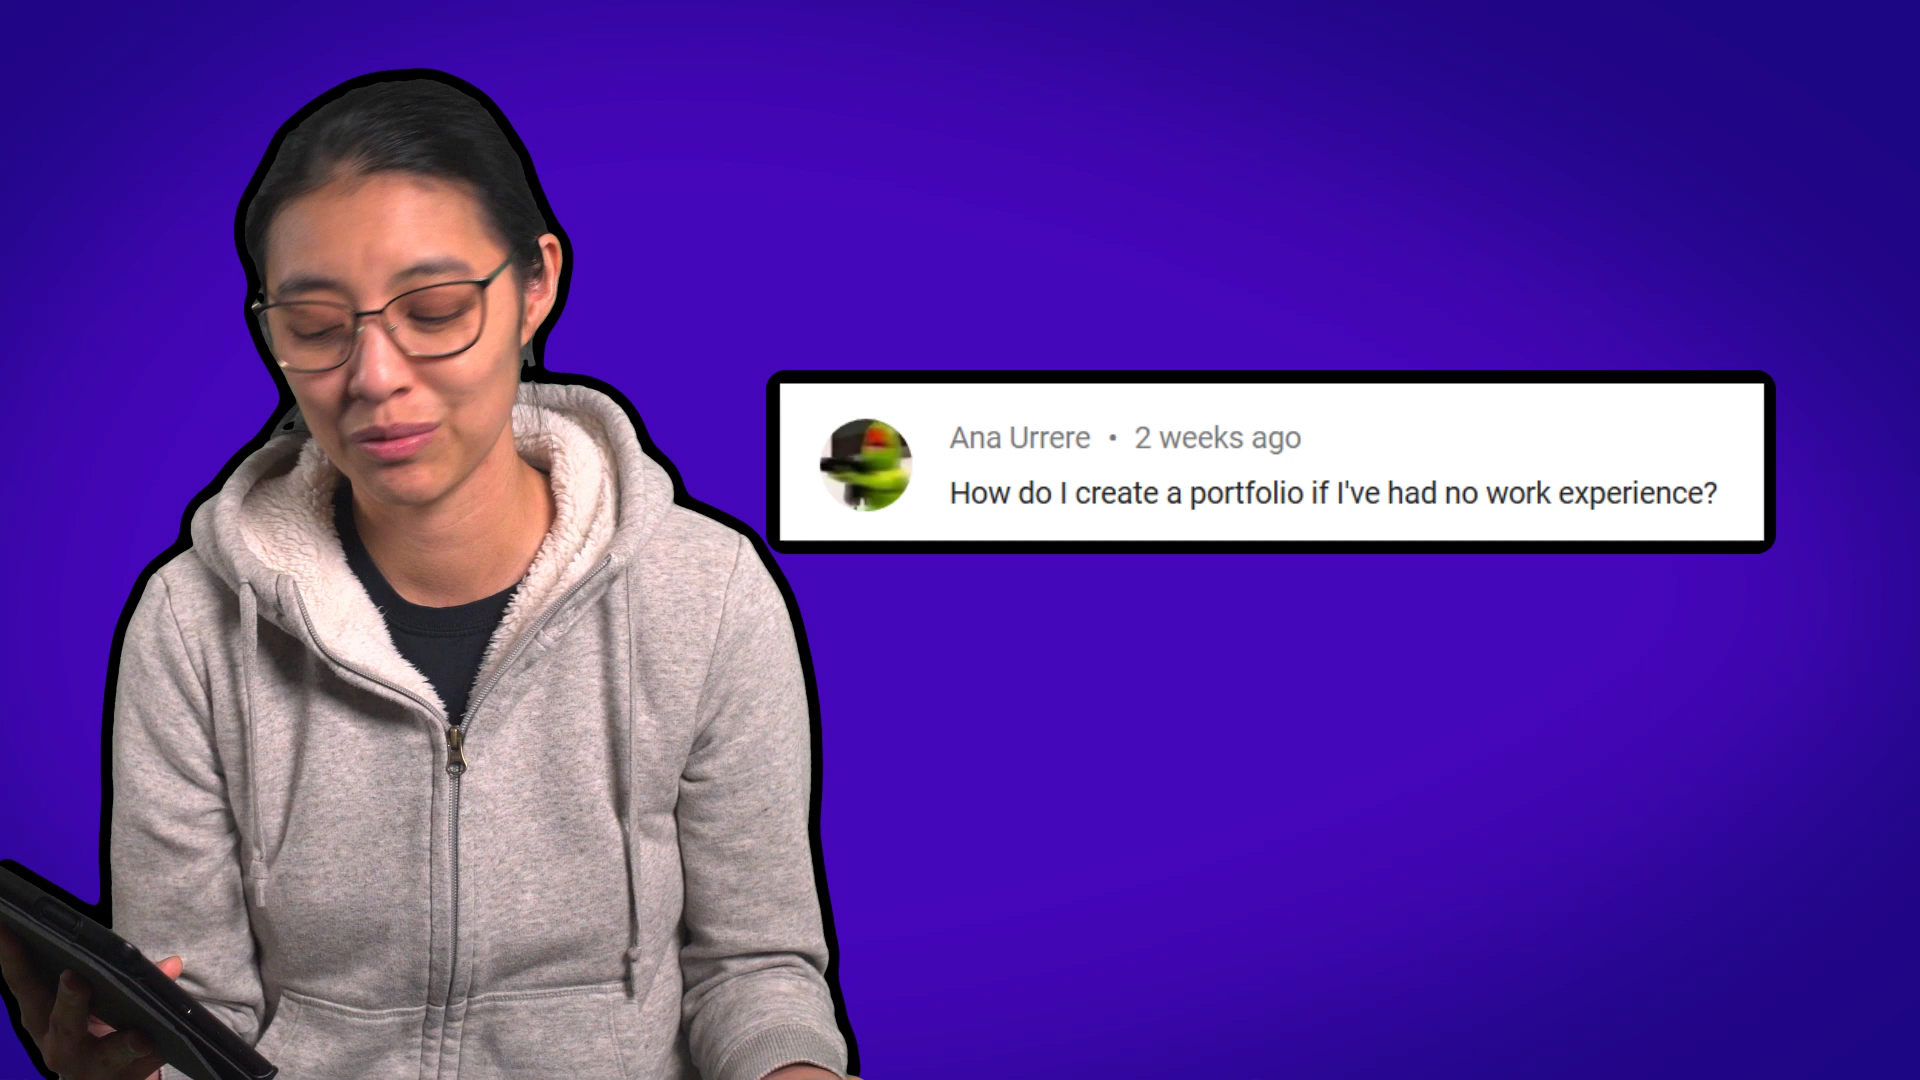 Ana Urrere • 2 weeks ago
How do I create a portfolio if I've had no work experience?